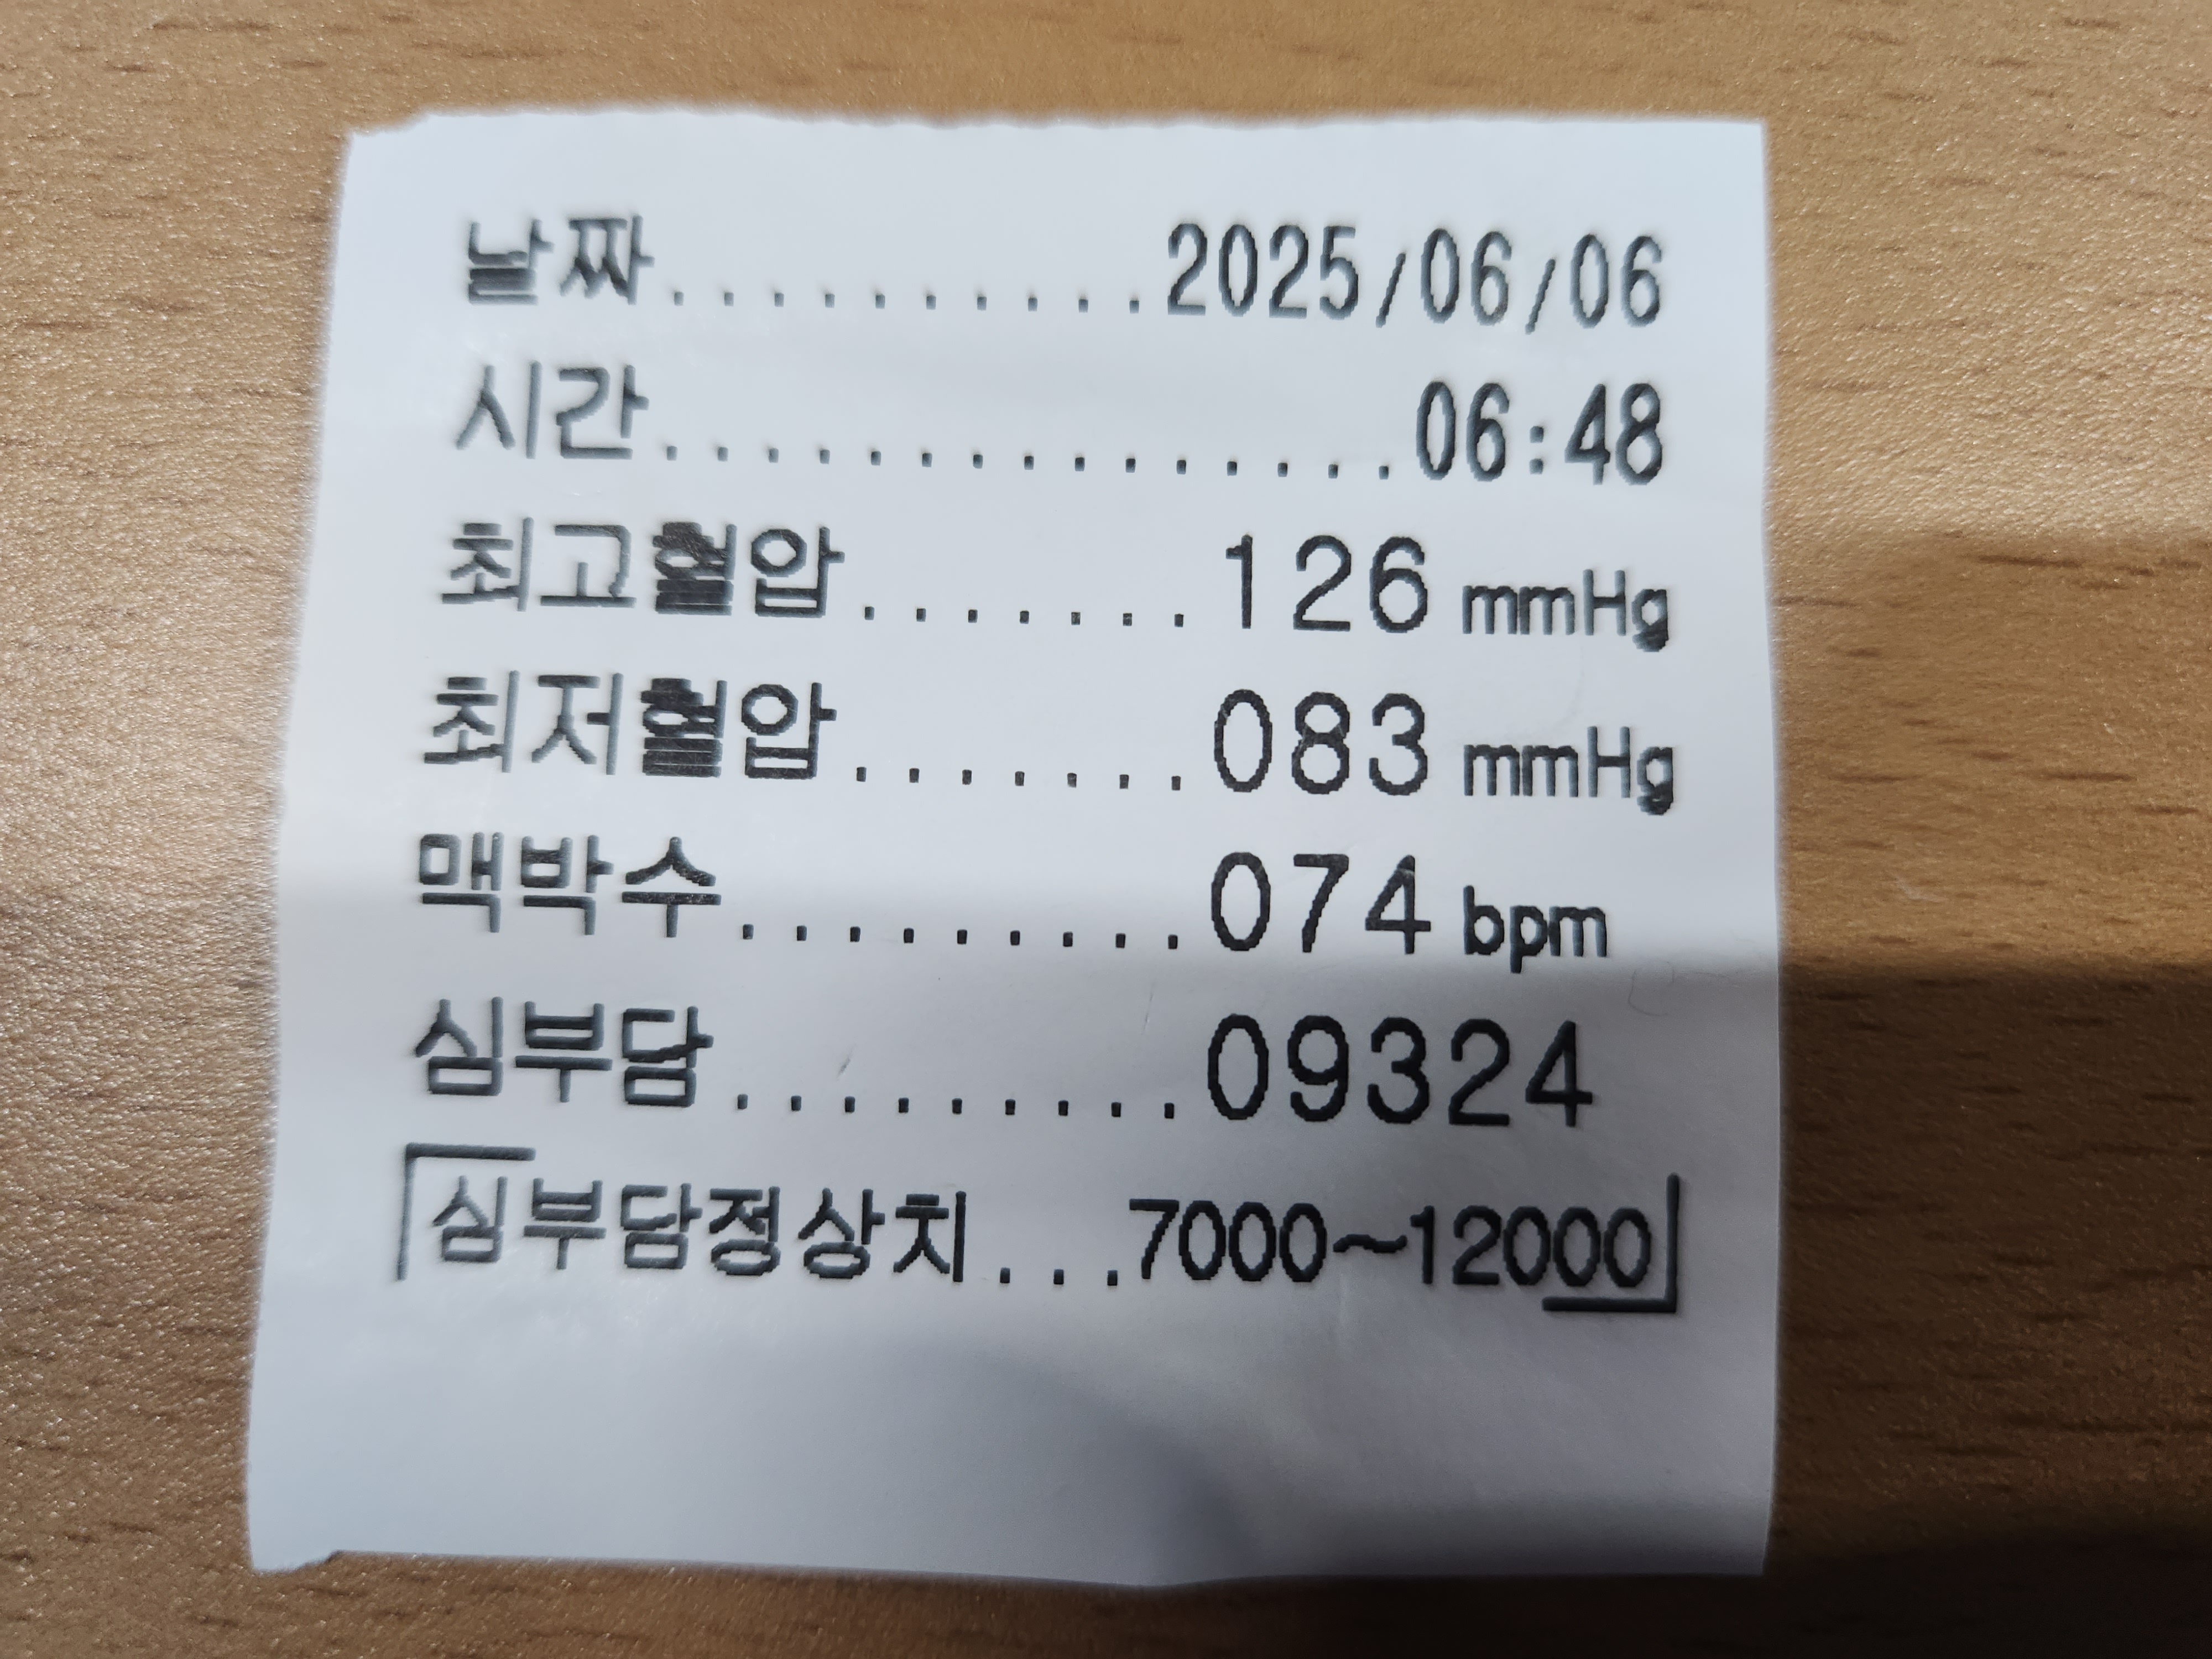 날짜...........2025/06/06
시간...............06:48
최고혈압.......126 mmHg
최저혈압.......083 mmHg
맥박수.........074 bpm
심부담.........09324
「심부담정상치...7000~12000」